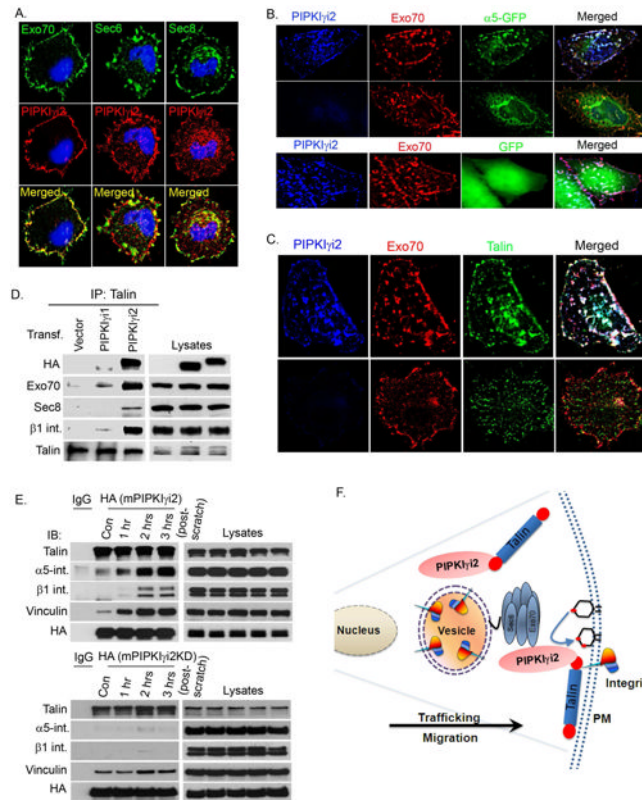 A.
Exo70 Sec6 Sec8
PIPKIγi2 PIPKIγi2 PIPKIγi2
Merged Merged Merged
B.
PIPKIγi2 Exo70 α5-GFP Merged
PIPKIγi2 Exo70 GFP Merged
C.
PIPKIγi2 Exo70 Talin Merged
D.
IP: Talin
Transf. Vector PIPKIγi1 PIPKIγi2 Lysates
HA
Exo70
Sec8
β1 int.
Talin
E.
IgG HA (mPIPKIγi2)
IB: Con 1 hr 2 hrs 3 hrs (post-scratch) Lysates
Talin
α5-int.
β1 int.
Vinculin
HA
IgG HA (mPIPKIγi2KD)
Con 1 hr 2 hrs 3 hrs (post-scratch) Lysates
Talin
α5-int.
β1 int.
Vinculin
HA
F.
Talin
PIPKIγi2
Nucleus
Vesicle
Sec8
Exo70
PIPKIγi2
Integri
Talin
PM
Trafficking
Migration